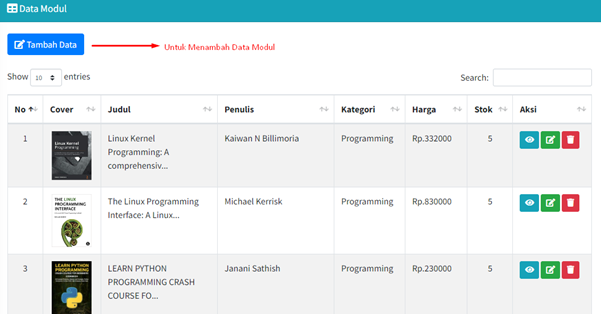 Data Modul
Tambah Data
Untuk Menambah Data Modul
Show 10 entries
Search:
No Cover Judul Penulis Kategori Harga Stok Aksi
1 Linux Kernel Programming Linux Kernel Kaiwan N Billimoria Programming Rp.332000 5
Programming: A
comprehensiv...
2 THE LINUX PROGRAMMING INTERFACE The Linux Programming Michael Kerrisk Programming Rp.830000 5
Interface: A Linux...
3 LEARN PYTHON PROGRAMMING LEARN PYTHON Janani Sathish Programming Rp.230000 5
PROGRAMMING CRASH
COURSE FO...